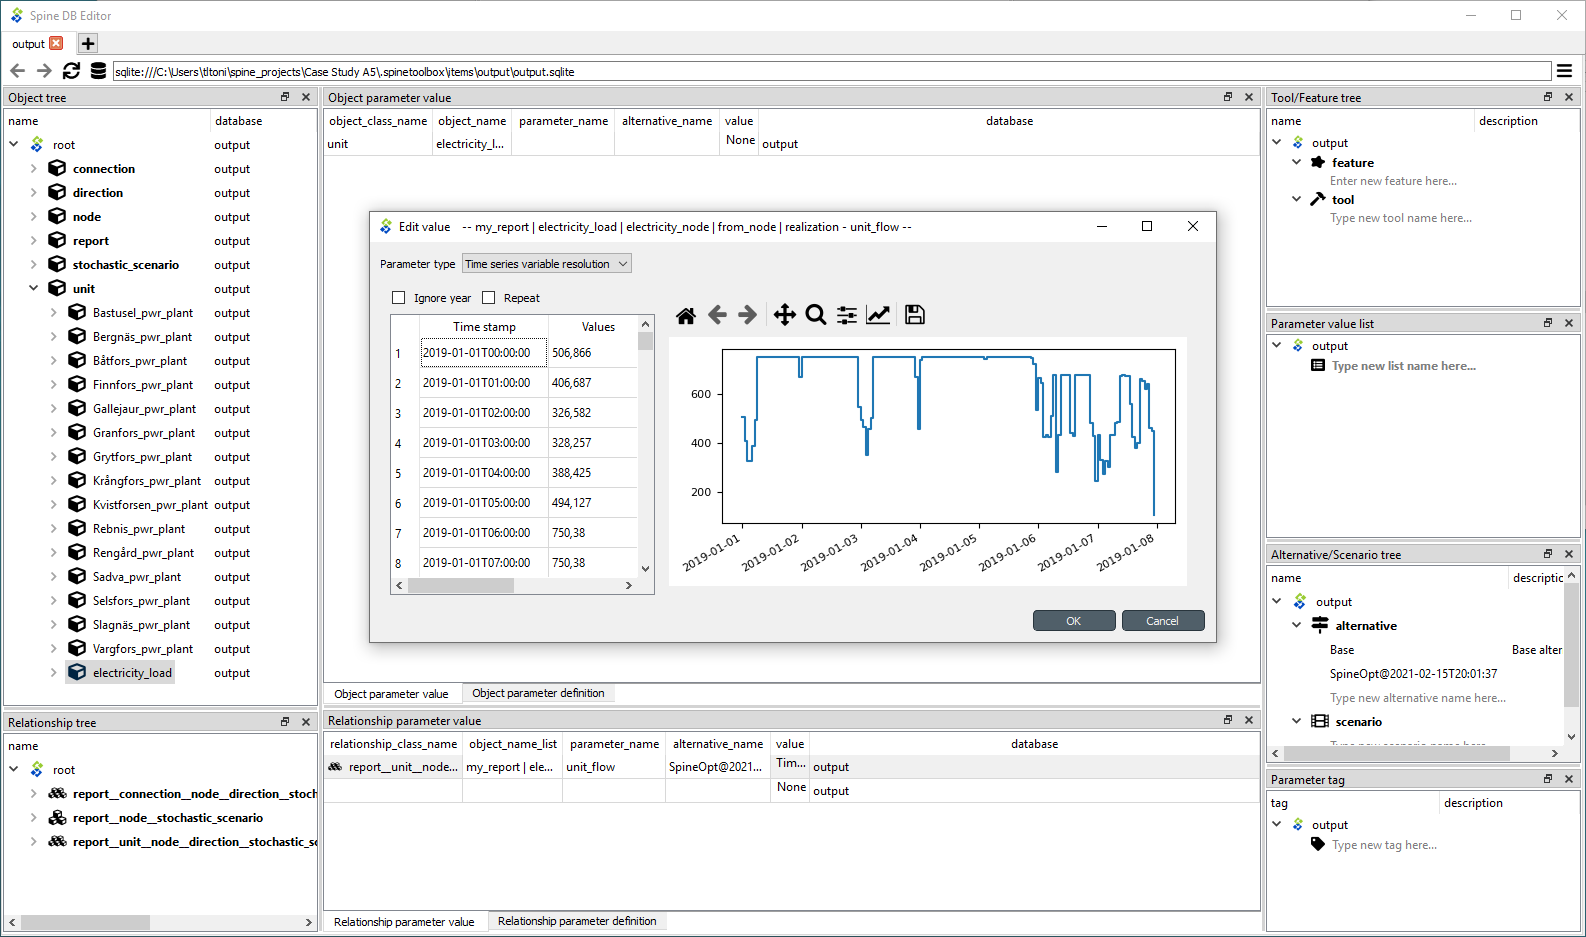 Spine DB Editor
output
sqlite:///C:\Users\tltoni\spine_projects\Case Study A5\.spinetoolbox\items\output\output.sqlite
Object tree
name database
root output
connection output
direction output
node output
report output
stochastic_scenario output
unit output
Bastusel_pwr_plant output
Bergnäs_pwr_plant output
Båtfors_pwr_plant output
Finnfors_pwr_plant output
Gallejaur_pwr_plant output
Granfors_pwr_plant output
Grytfors_pwr_plant output
Krångfors_pwr_plant output
Kvistforsen_pwr_plant output
Rebnis_pwr_plant output
Rengård_pwr_plant output
Sadva_pwr_plant output
Selsfors_pwr_plant output
Slagnäs_pwr_plant output
Vargfors_pwr_plant output
electricity_load output
Relationship tree
name
root
report__connection__node__direction__stoch
report__node__stochastic_scenario
report__unit__node__direction__stochastic_sc
Object parameter value
object_class_name object_name parameter_name alternative_name value database
unit electricity_l... None output
Edit value -- my_report | electricity_load | electricity_node | from_node | realization - unit_flow --
Parameter type Time series variable resolution
Ignore year Repeat
Time stamp Values
1 2019-01-01T00:00:00 506,866
2 2019-01-01T01:00:00 406,687
3 2019-01-01T02:00:00 326,582
4 2019-01-01T03:00:00 328,257
5 2019-01-01T04:00:00 388,425
6 2019-01-01T05:00:00 494,127
7 2019-01-01T06:00:00 750,38
8 2019-01-01T07:00:00 750,38
600
400
200
2019-01-01 2019-01-02 2019-01-03 2019-01-04 2019-01-05 2019-01-06 2019-01-07 2019-01-08
OK Cancel
Object parameter value Object parameter definition
Relationship parameter value
relationship_class_name object_name_list parameter_name alternative_name value database
report__unit__node... my_report | ele... unit_flow SpineOpt@2021... Tim... output
None output
Relationship parameter value Relationship parameter definition
Tool/Feature tree
name description
output
feature
Enter new feature here...
tool
Type new tool name here...
Parameter value list
output
Type new list name here...
Alternative/Scenario tree
name descriptic
output
alternative
Base Base alter
SpineOpt@2021-02-15T20:01:37
Type new alternative name here...
scenario
Type new scenario name here...
Parameter tag
tag description
output
Type new tag here...